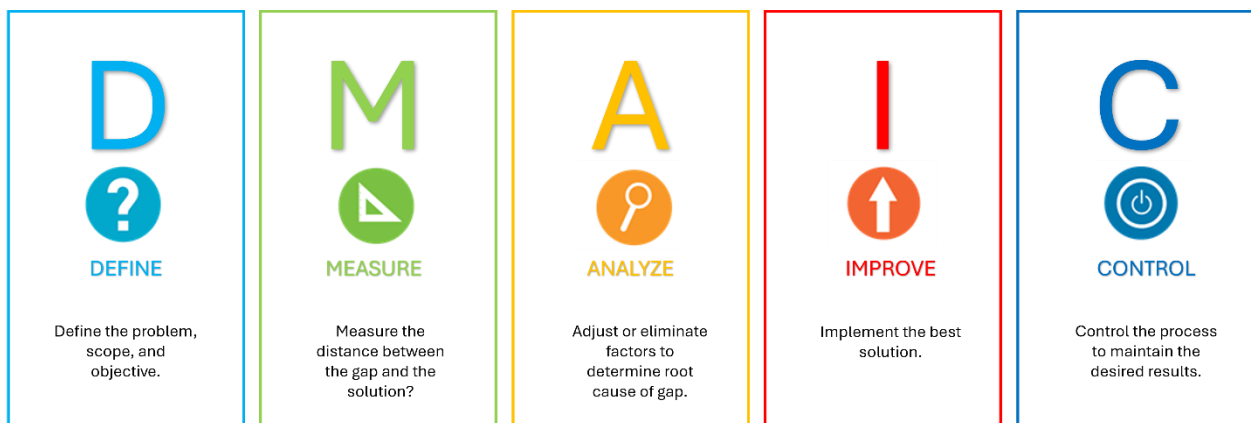 D
DEFINE
Define the problem,
scope, and
objective.
M
MEASURE
Measure the
distance between
the gap and the
solution?
A
ANALYZE
Adjust or eliminate
factors to
determine root
cause of gap.
I
IMPROVE
Implement the best
solution.
C
CONTROL
Control the process
to maintain the
desired results.